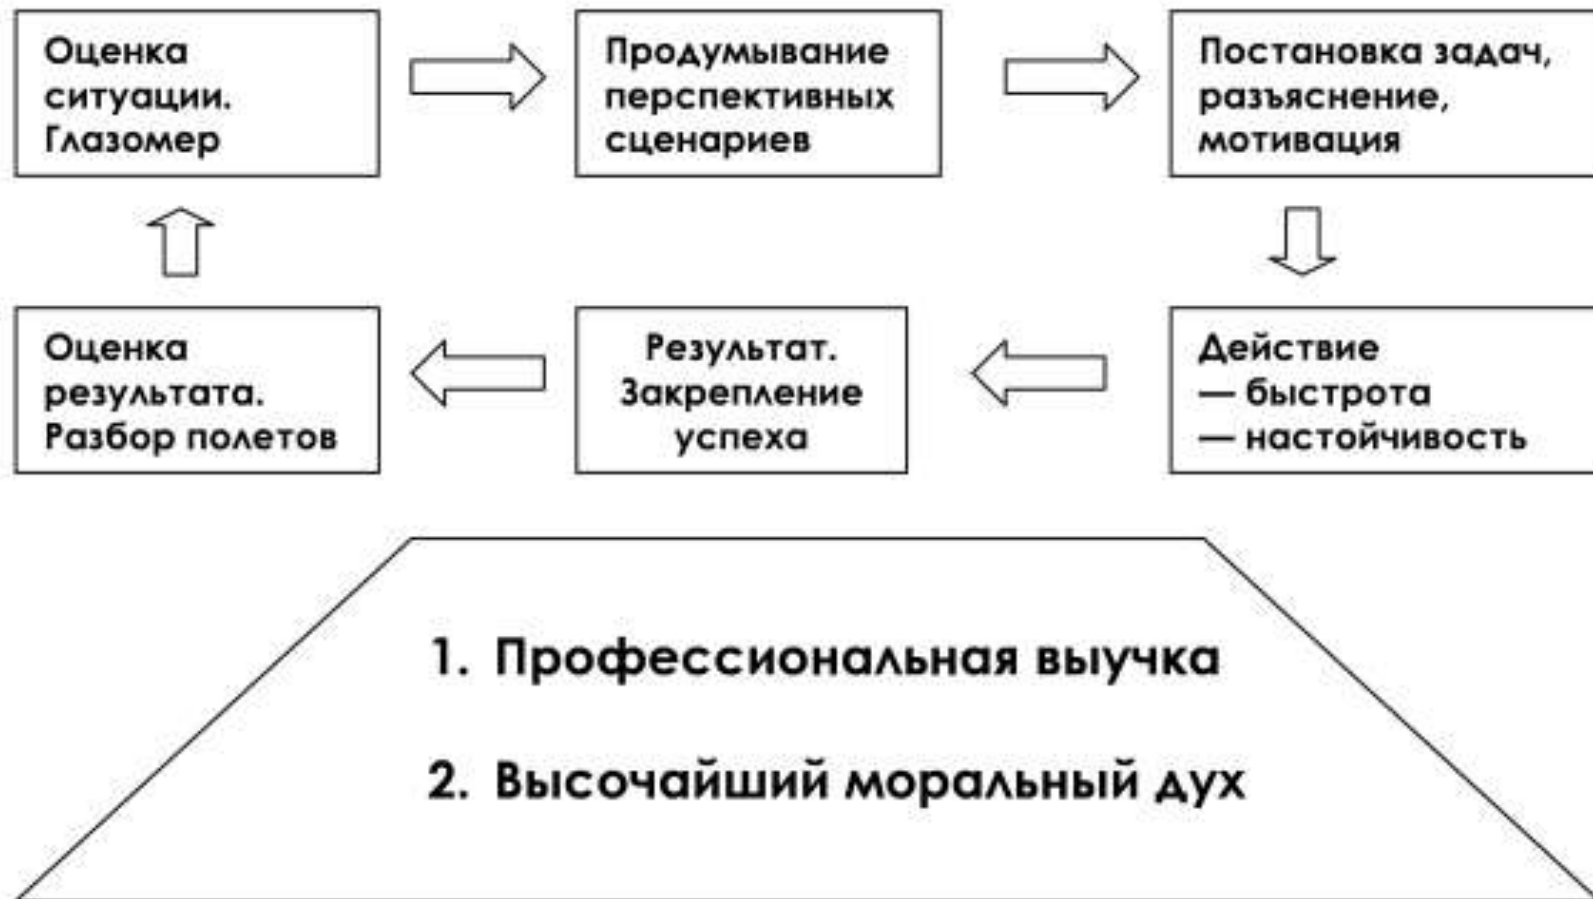 Оценка
ситуации.
Глазомер
Продумывание
перспективных
сценариев
Постановка задач,
разъяснение,
мотивация
Действие
— быстрота
— настойчивость
Результат.
Закрепление
успеха
Оценка
результата.
Разбор полетов
1. Профессиональная выучка
2. Высочайший моральный дух